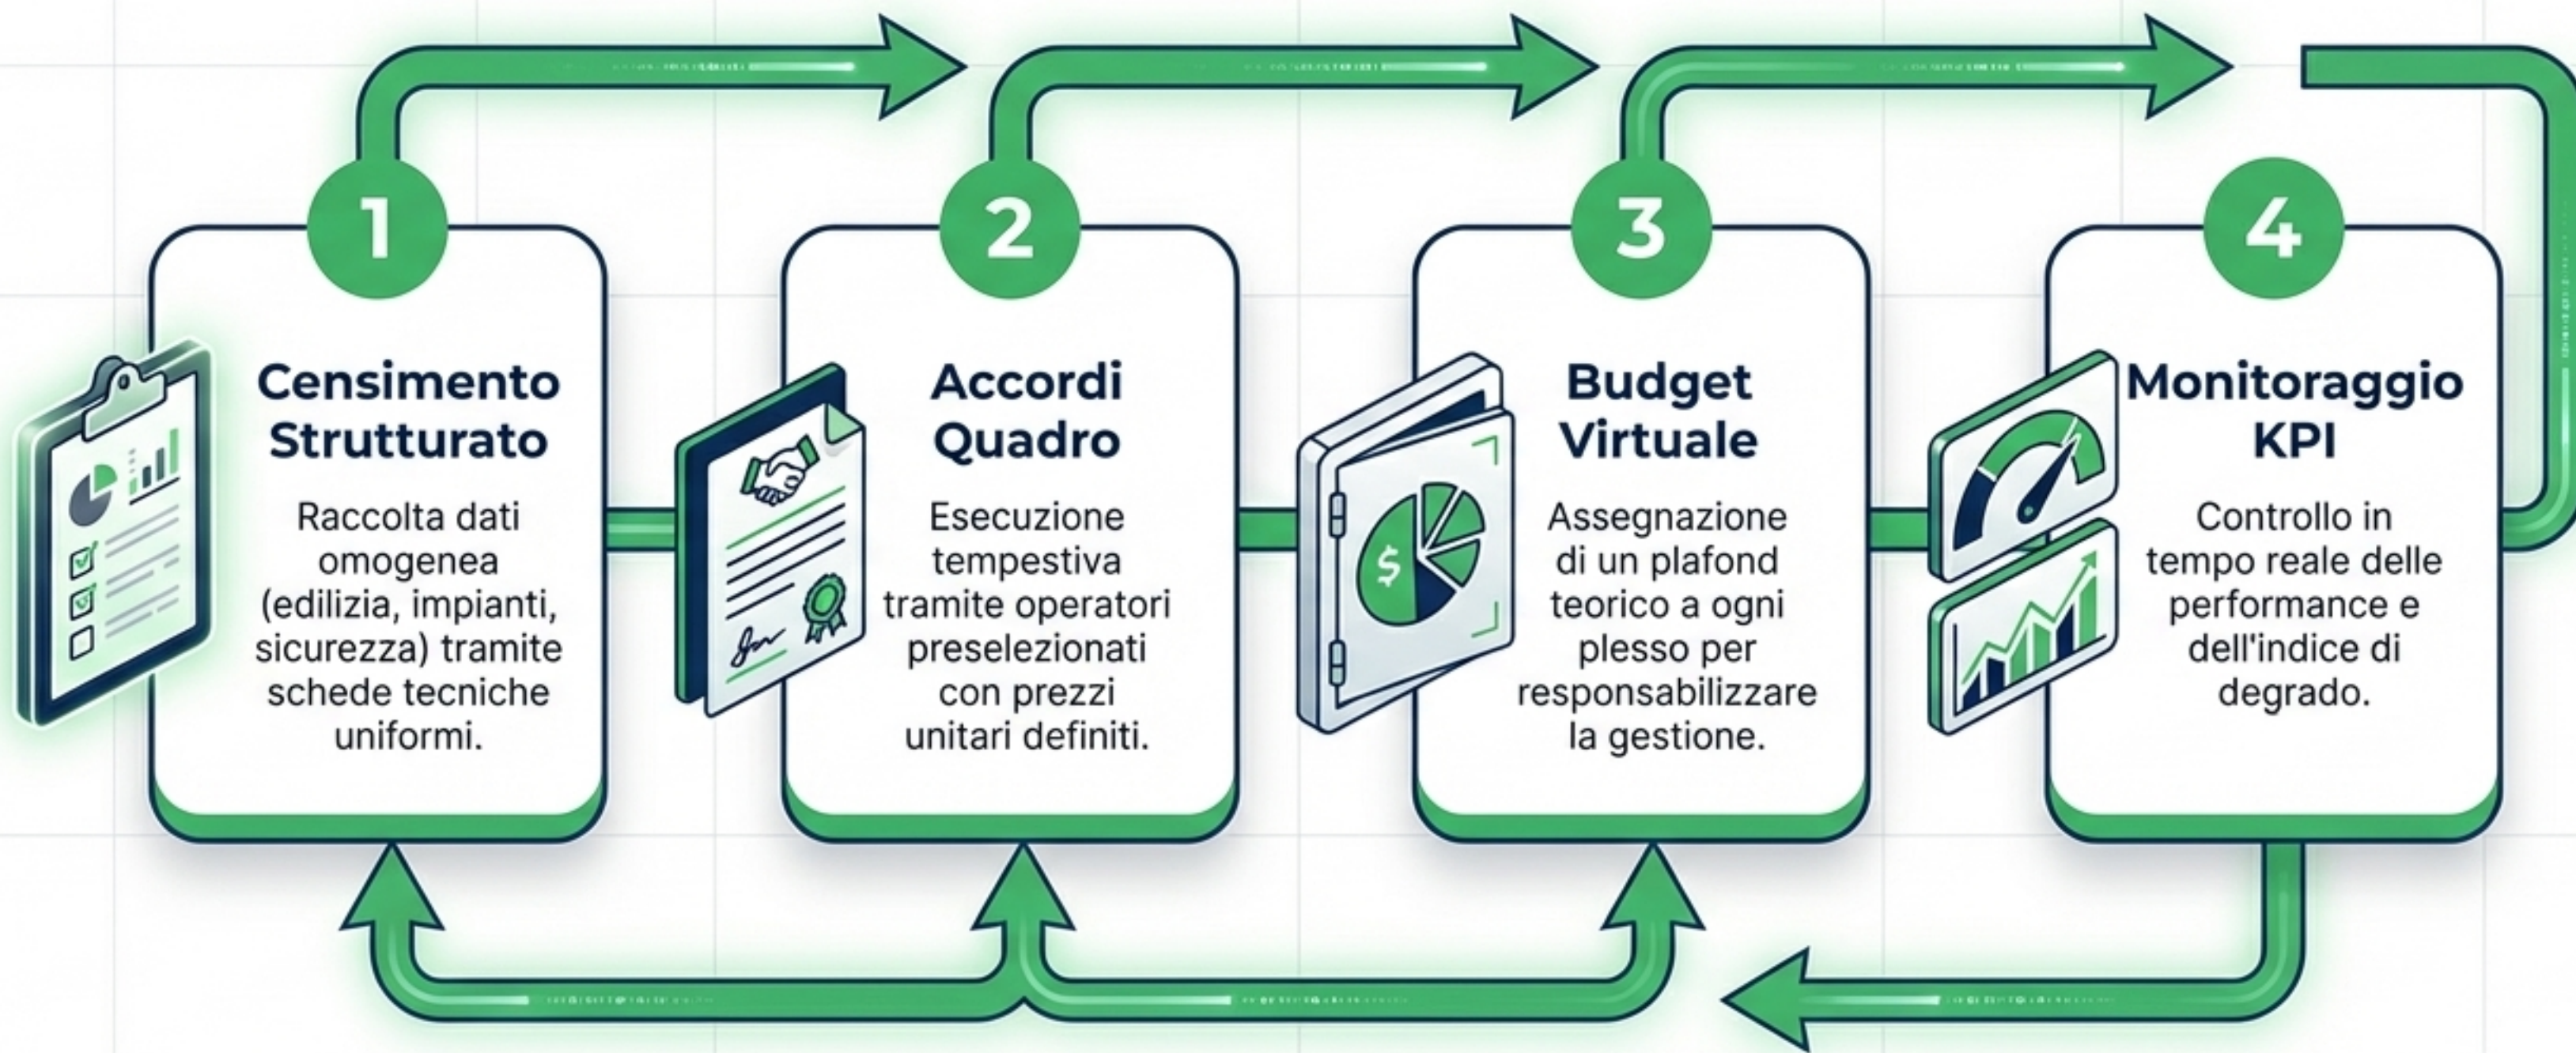 1
Censimento
Strutturato
Raccolta dati
omogenea
(edilizia, impianti,
sicurezza) tramite
schede tecniche
uniformi.
2
Accordi
Quadro
Esecuzione
tempestiva
tramite operatori
preselezionati
con prezzi
unitari definiti.
3
Budget
Virtuale
$
Assegnazione
di un plafond
teorico a ogni
plesso per
responsabilizzare
la gestione.
4
Monitoraggio
KPI
Controllo in
tempo reale delle
performance e
dell'indice di
degrado.